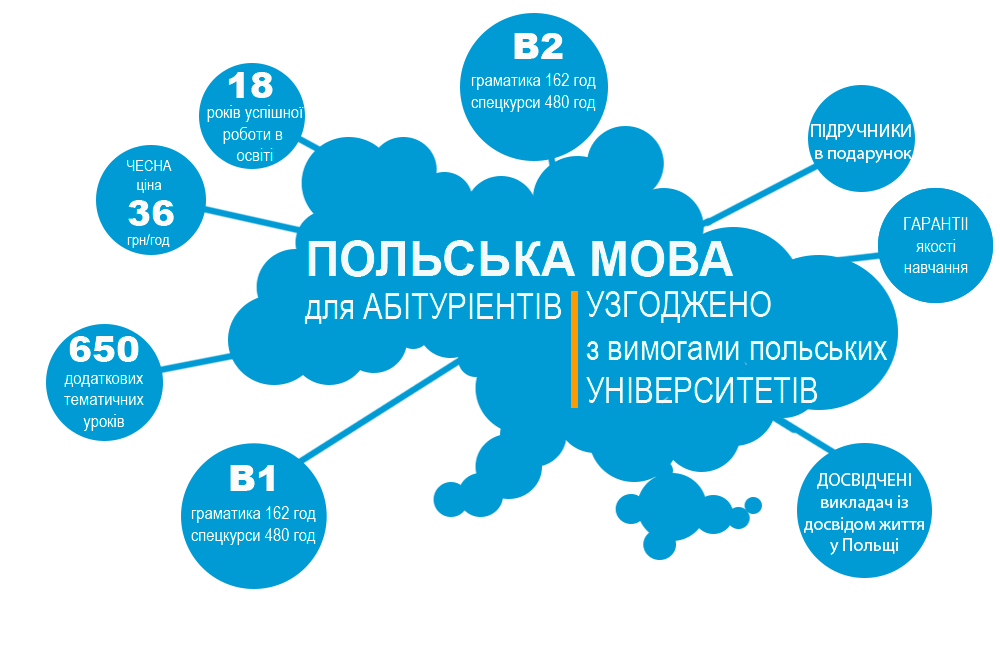 B2
граматика 162 год
спецкурси 480 год
18
років успішної
роботи в
освіті
ЧЕСНА
ціна
36
грн/год
ПІДРУЧНИКИ
в подарунок
ГАРАНТІІ
якості
навчання
ПОЛЬСЬКА МОВА
для АБІТУРІЕНТІВ
УЗГОДЖЕНО
з вимогами польських
УНІВЕРСИТЕТІВ
650
додаткових
тематичних
уроків
B1
граматика 162 год
спецкурси 480 год
ДОСВІДЧЕНІ
викладач із
досвідом життя
у Польщі